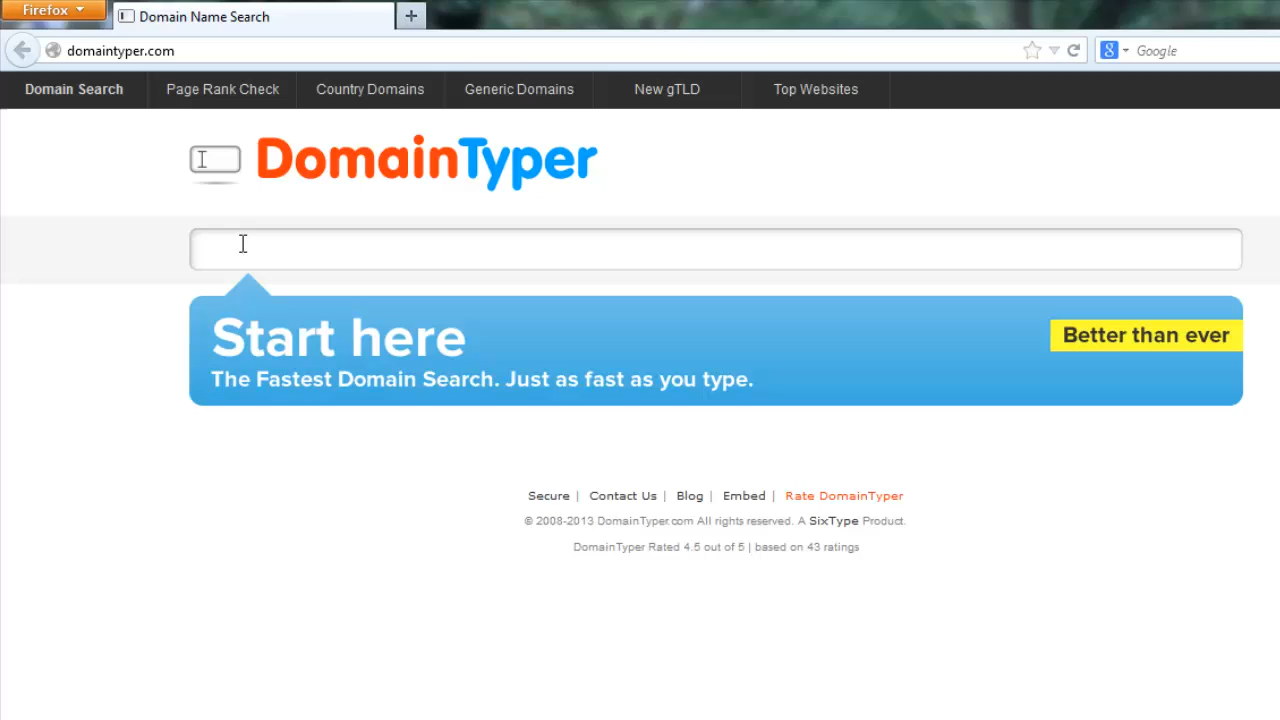 Firefox
Domain Name Search
domaintyper.com
Google
Domain Search Page Rank Check Country Domains Generic Domains New gTLD Top Websites
DomainTyper
Start here
Better than ever
The Fastest Domain Search. Just as fast as you type.
Secure | Contact Us | Blog | Embed | Rate DomainTyper
© 2008-2013 DomainTyper.com All rights reserved. A SixType Product.
DomainTyper Rated 4.5 out of 5 | based on 43 ratings